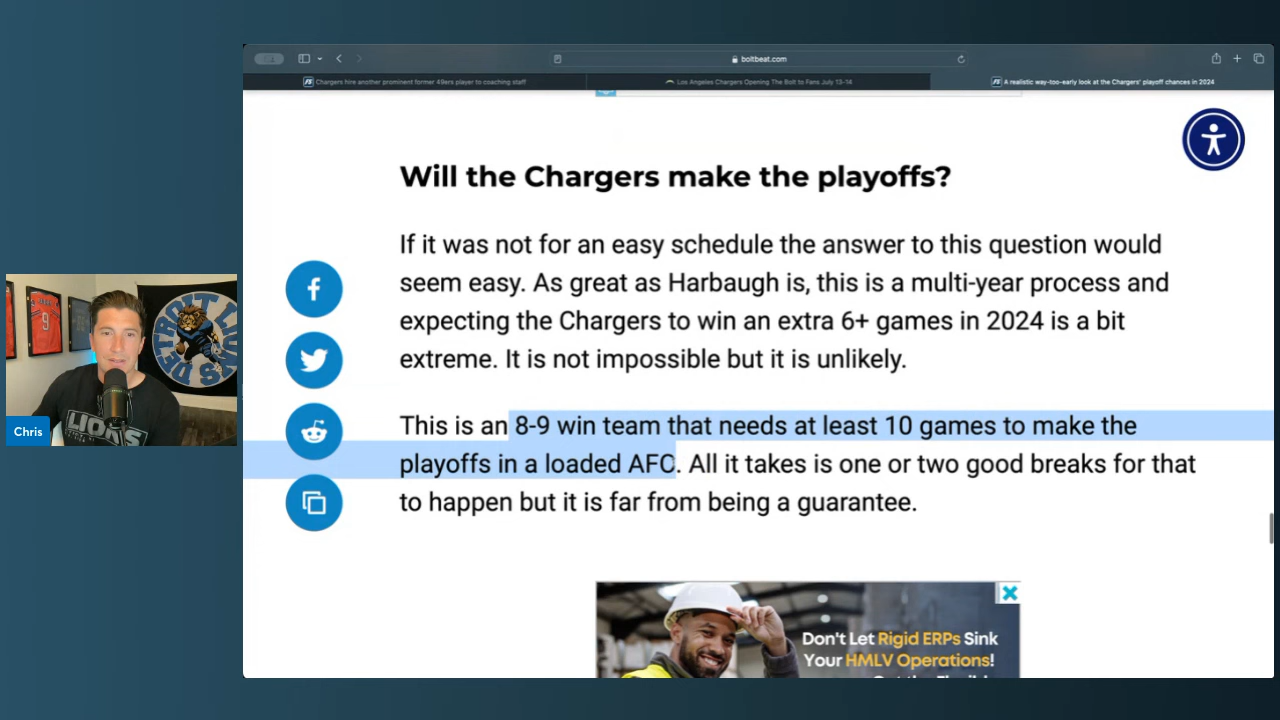 boltbeat.com
Chargers hire another prominent former 49ers player to coaching staff
Los Angeles Chargers Opening The Bolt to Fans July 13-14
A realistic way-too-early look at the Chargers' playoff chances in 2024
Will the Chargers make the playoffs?
If it was not for an easy schedule the answer to this question would
seem easy. As great as Harbaugh is, this is a multi-year process and
expecting the Chargers to win an extra 6+ games in 2024 is a bit
extreme. It is not impossible but it is unlikely.
This is an 8-9 win team that needs at least 10 games to make the
playoffs in a loaded AFC. All it takes is one or two good breaks for that
to happen but it is far from being a guarantee.
Don't Let Rigid ERPs Sink
Your HMLV Operations!
9
DETROIT LIONS
LIONS
Chris